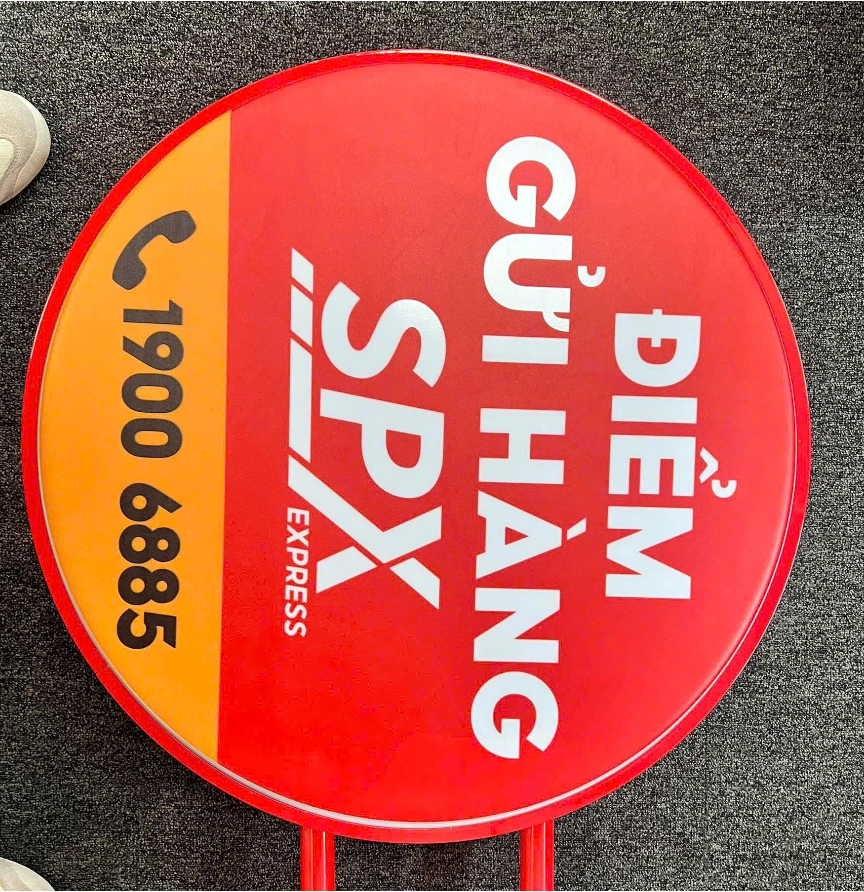 ĐIỂM
GỬI HÀNG
SPX
EXPRESS
1900 6885